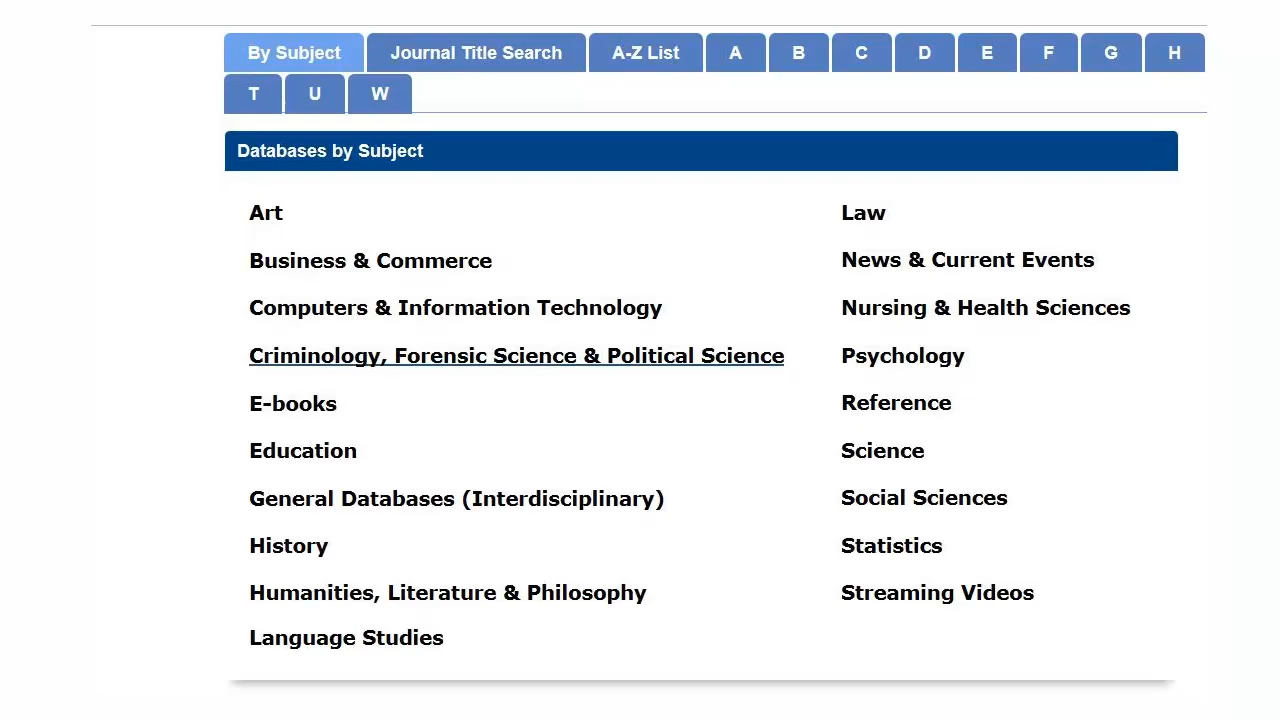 By Subject Journal Title Search A-Z List A B C D E F G H
T U W
Databases by Subject
Art
Business & Commerce
Computers & Information Technology
Criminology, Forensic Science & Political Science
E-books
Education
General Databases (Interdisciplinary)
History
Humanities, Literature & Philosophy
Language Studies
Law
News & Current Events
Nursing & Health Sciences
Psychology
Reference
Science
Social Sciences
Statistics
Streaming Videos